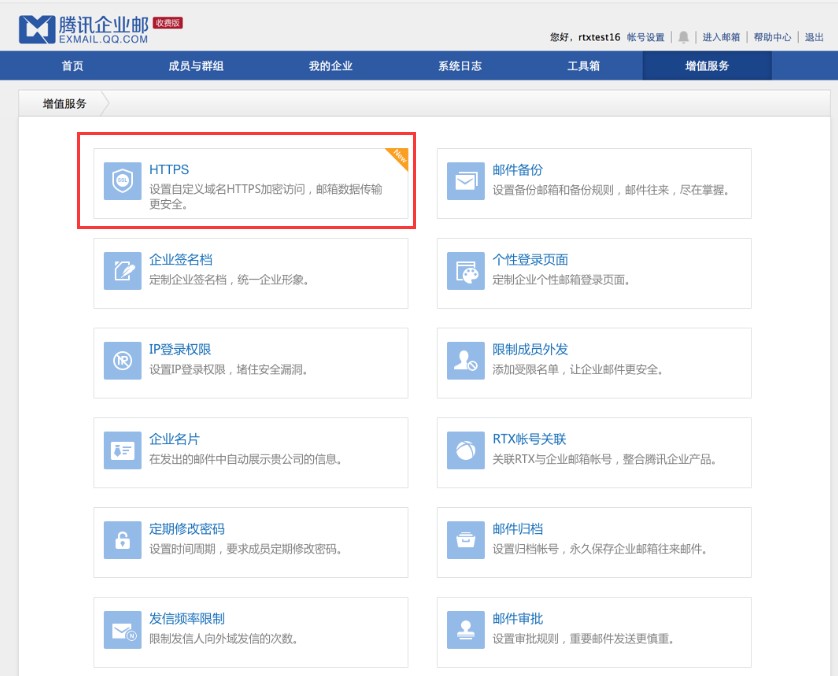 腾讯企业邮 收费版
EXMAIL.QQ.COM
您好，rtxtest16 帐号设置 | | 进入邮箱 | 帮助中心 | 退出
首页 成员与群组 我的企业 系统日志 工具箱 增值服务
增值服务
HTTPS
New
设置自定义域名HTTPS加密访问，邮箱数据传输
更安全。
邮件备份
设置备份邮箱和备份规则，邮件往来，尽在掌握。
企业签名档
定制企业签名档，统一企业形象。
个性登录页面
定制企业个性邮箱登录页面。
IP登录权限
设置IP登录权限，堵住安全漏洞。
限制成员外发
添加受限名单，让企业邮件更安全。
企业名片
在发出的邮件中自动展示贵公司的信息。
RTX帐号关联
关联RTX与企业邮箱帐号，整合腾讯企业产品。
定期修改密码
设置时间周期，要求成员定期修改密码。
邮件归档
设置归档帐号，永久保存企业邮箱往来邮件。
发信频率限制
限制发信人向外域发信的次数。
邮件审批
设置审批规则，重要邮件发送更慎重。